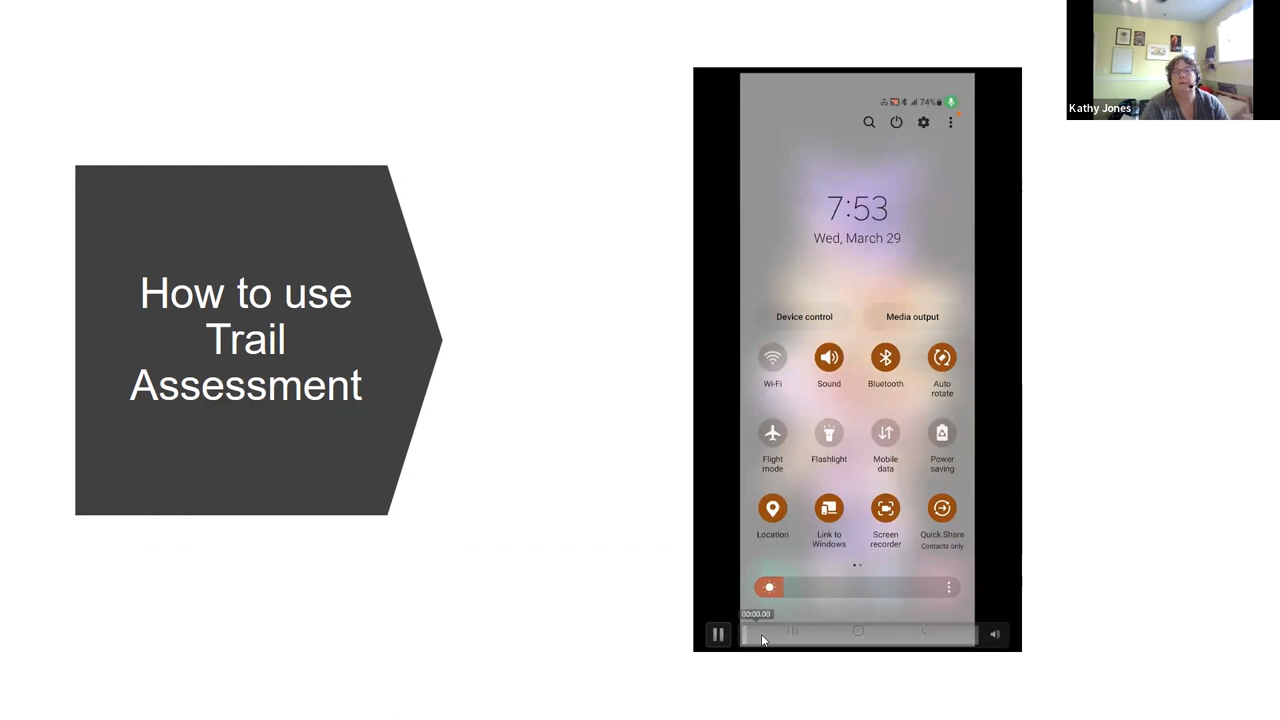 How to use
Trail
Assessment
74%
7:53
Wed, March 29
Device control
Media output
Wi-Fi
Sound
Bluetooth
Auto
rotate
Flight
mode
Flashlight
Mobile
data
Power
saving
Location
Link to
Windows
Screen
recorder
Quick Share
Contacts only
00:00.00
Kathy Jones